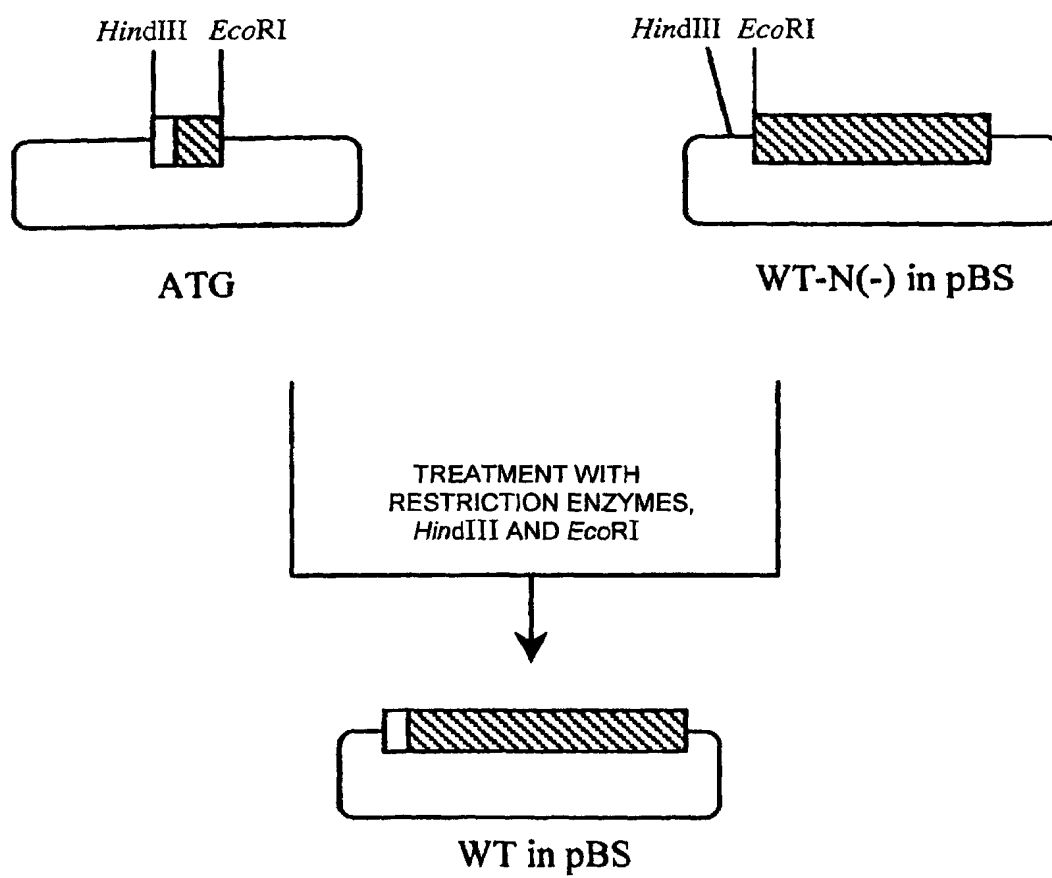 HindIII EcoRI
HindIII EcoRI
ATG
WT-N(-) in pBS
TREATMENT WITH
RESTRICTION ENZYMES,
HindIII AND EcoRI
WT in pBS